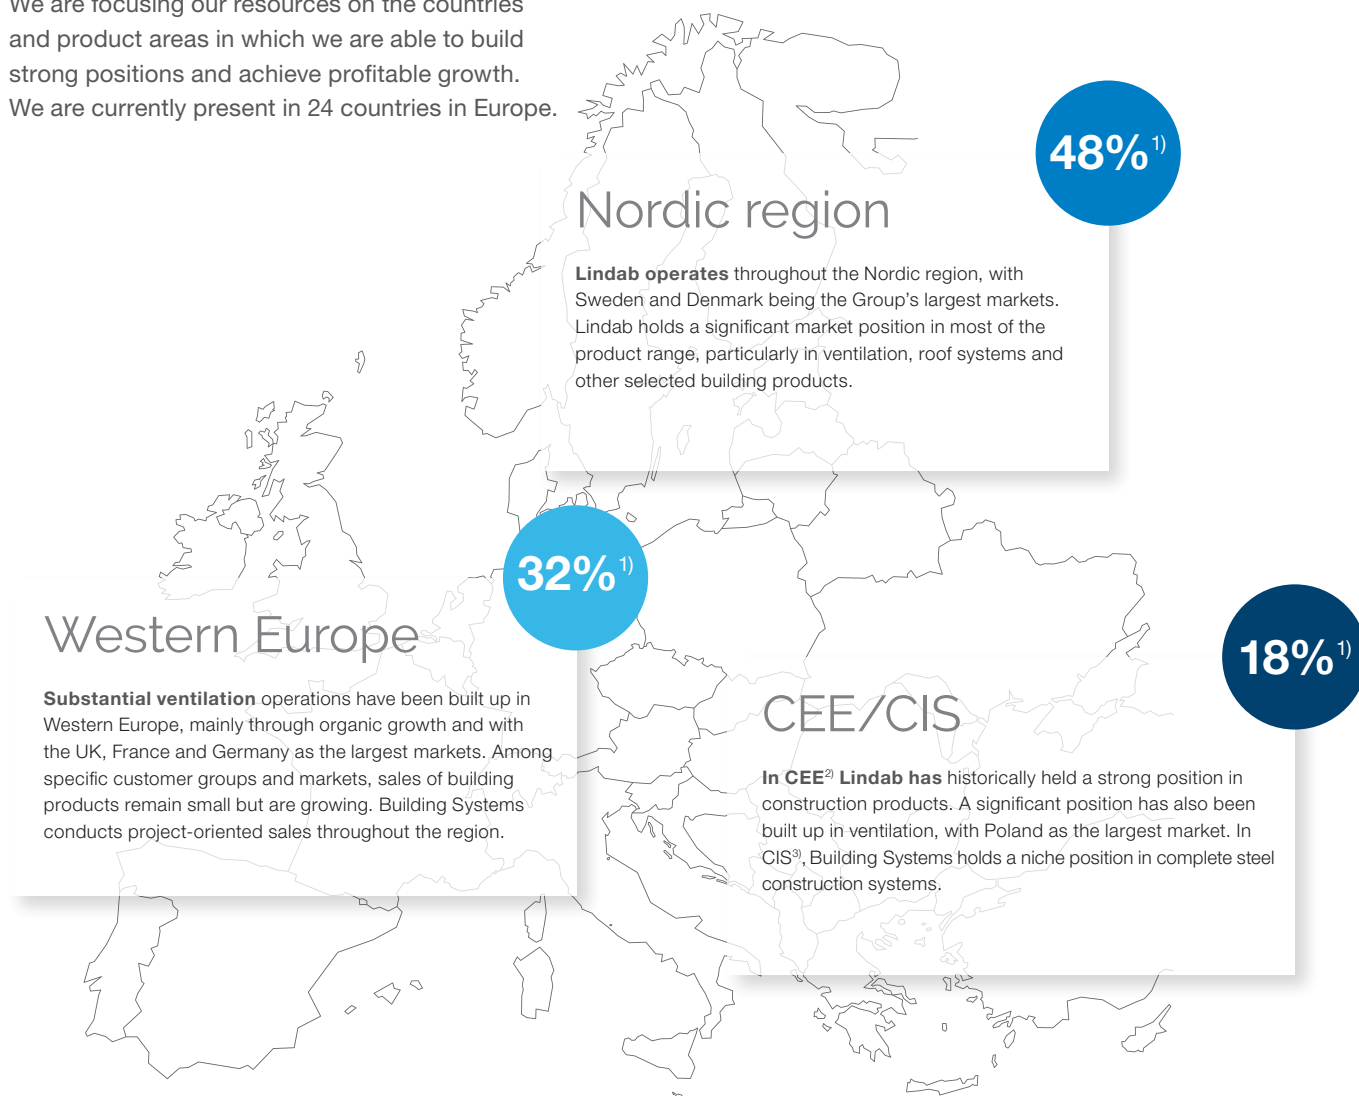 We are focusing our resources on the countries
and product areas in which we are able to build
strong positions and achieve profitable growth.
We are currently present in 24 countries in Europe.
48% 1)
Nordic region
Lindab operates throughout the Nordic region, with
Sweden and Denmark being the Group's largest markets.
Lindab holds a significant market position in most of the
product range, particularly in ventilation, roof systems and
other selected building products.
32% 1)
Western Europe
Substantial ventilation operations have been built up in
Western Europe, mainly through organic growth and with
the UK, France and Germany as the largest markets. Among
specific customer groups and markets, sales of building
products remain small but are growing. Building Systems
conducts project-oriented sales throughout the region.
18% 1)
CEE/CIS
In CEE2) Lindab has historically held a strong position in
construction products. A significant position has also been
built up in ventilation, with Poland as the largest market. In
CIS3), Building Systems holds a niche position in complete steel
construction systems.